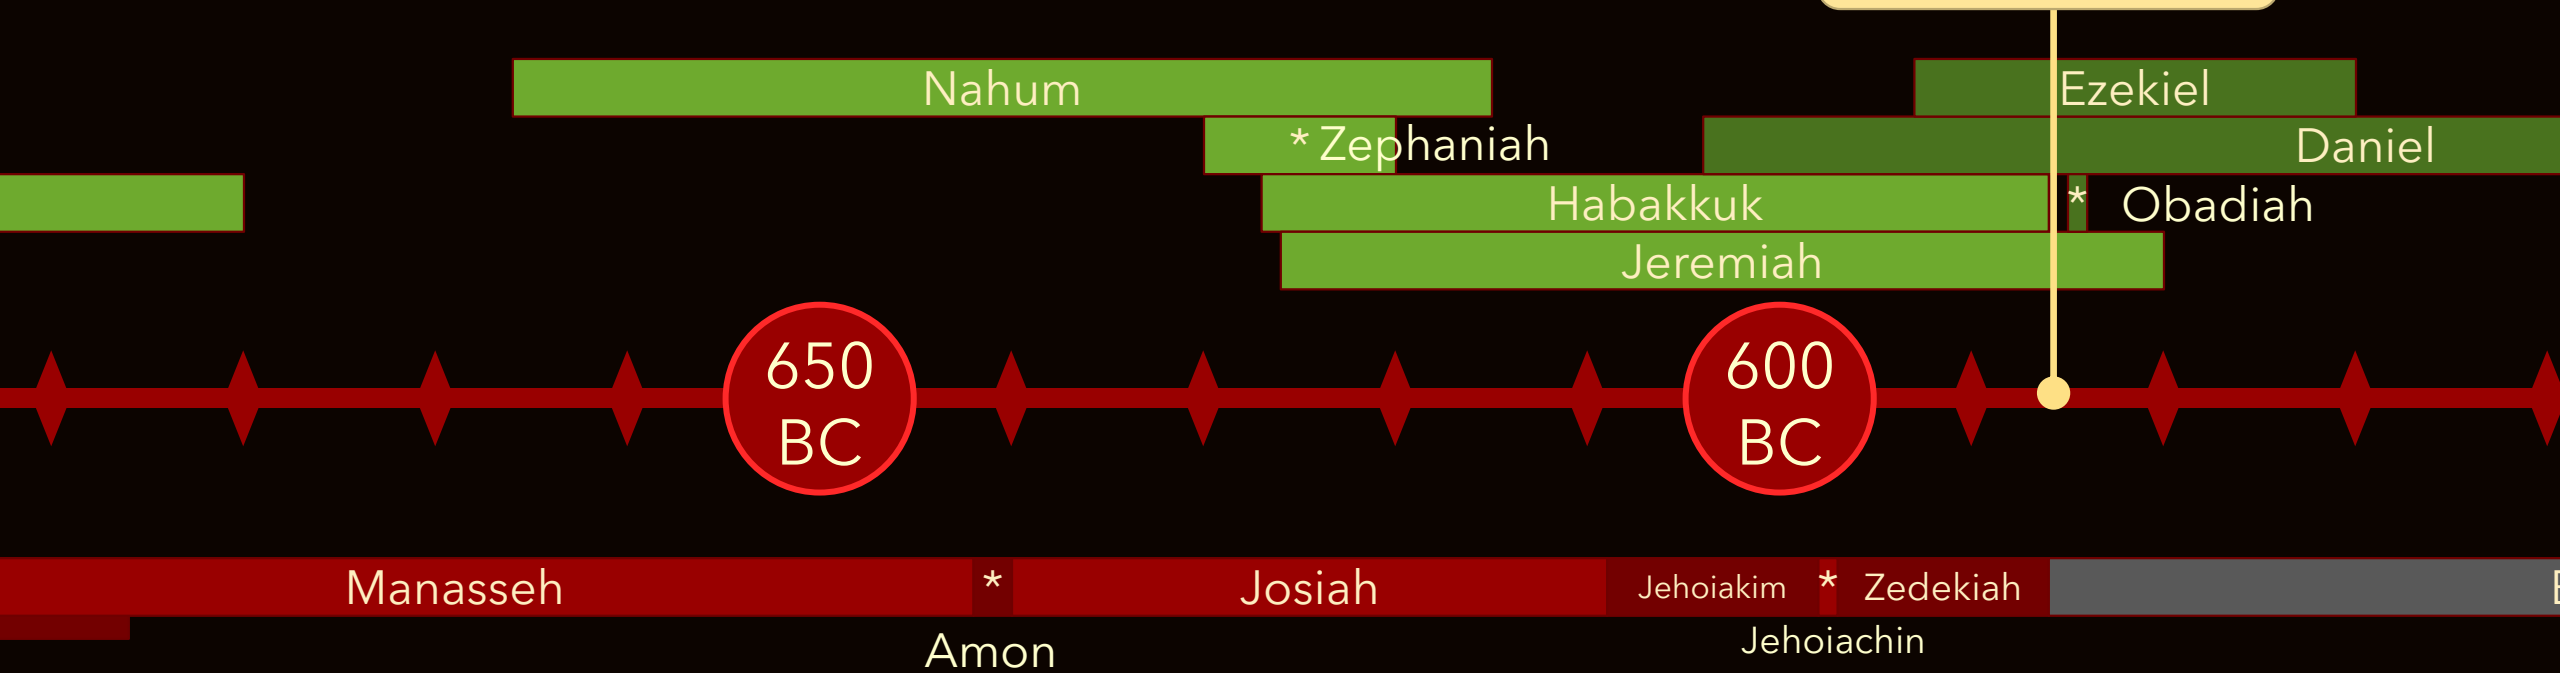 Nahum
Ezekiel
* Zephaniah
Daniel
Habakkuk
* Obadiah
Jeremiah
650
BC
600
BC
Manasseh
*
Josiah
Jehoiakim
*
Zedekiah
Amon
Jehoiachin